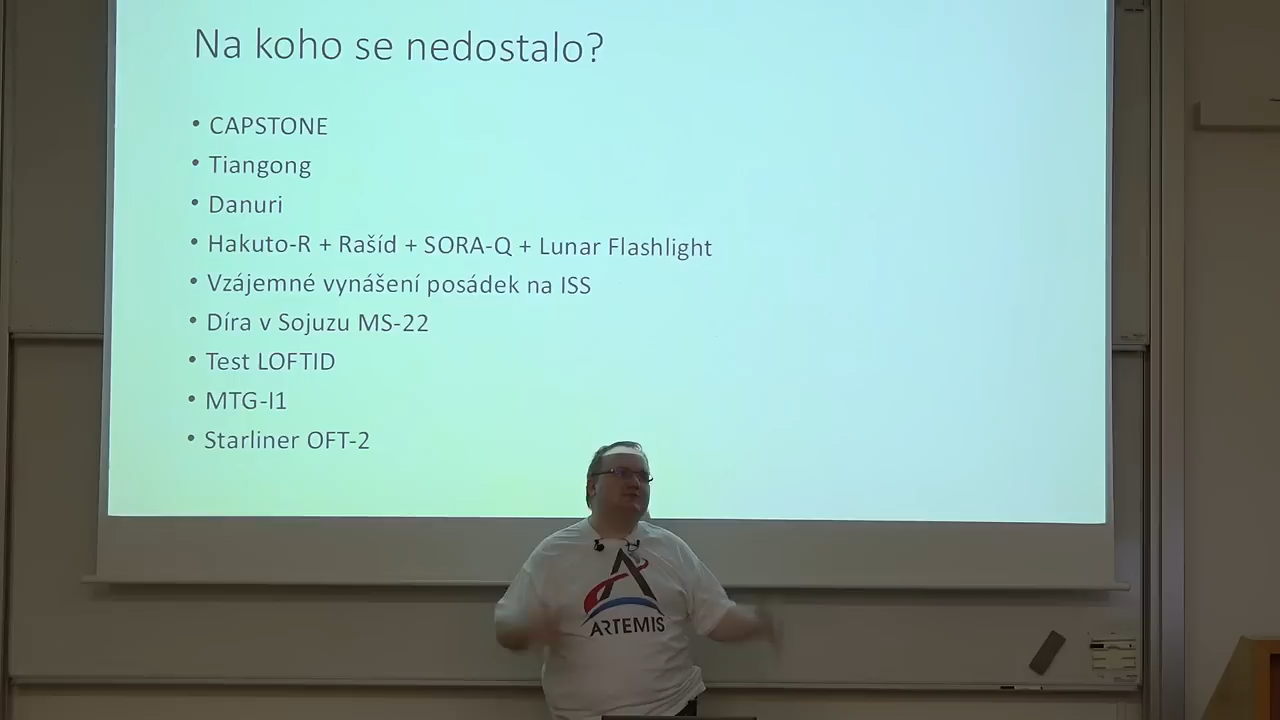 Na koho se nedostalo?
• CAPSTONE
• Tiangong
• Danuri
• Hakuto-R + Rašíd + SORA-Q + Lunar Flashlight
• Vzájemné vynášení posádek na ISS
• Díra v Sojuzu MS-22
• Test LOFTID
• MTG-I1
• Starliner OFT-2
ARTEMIS